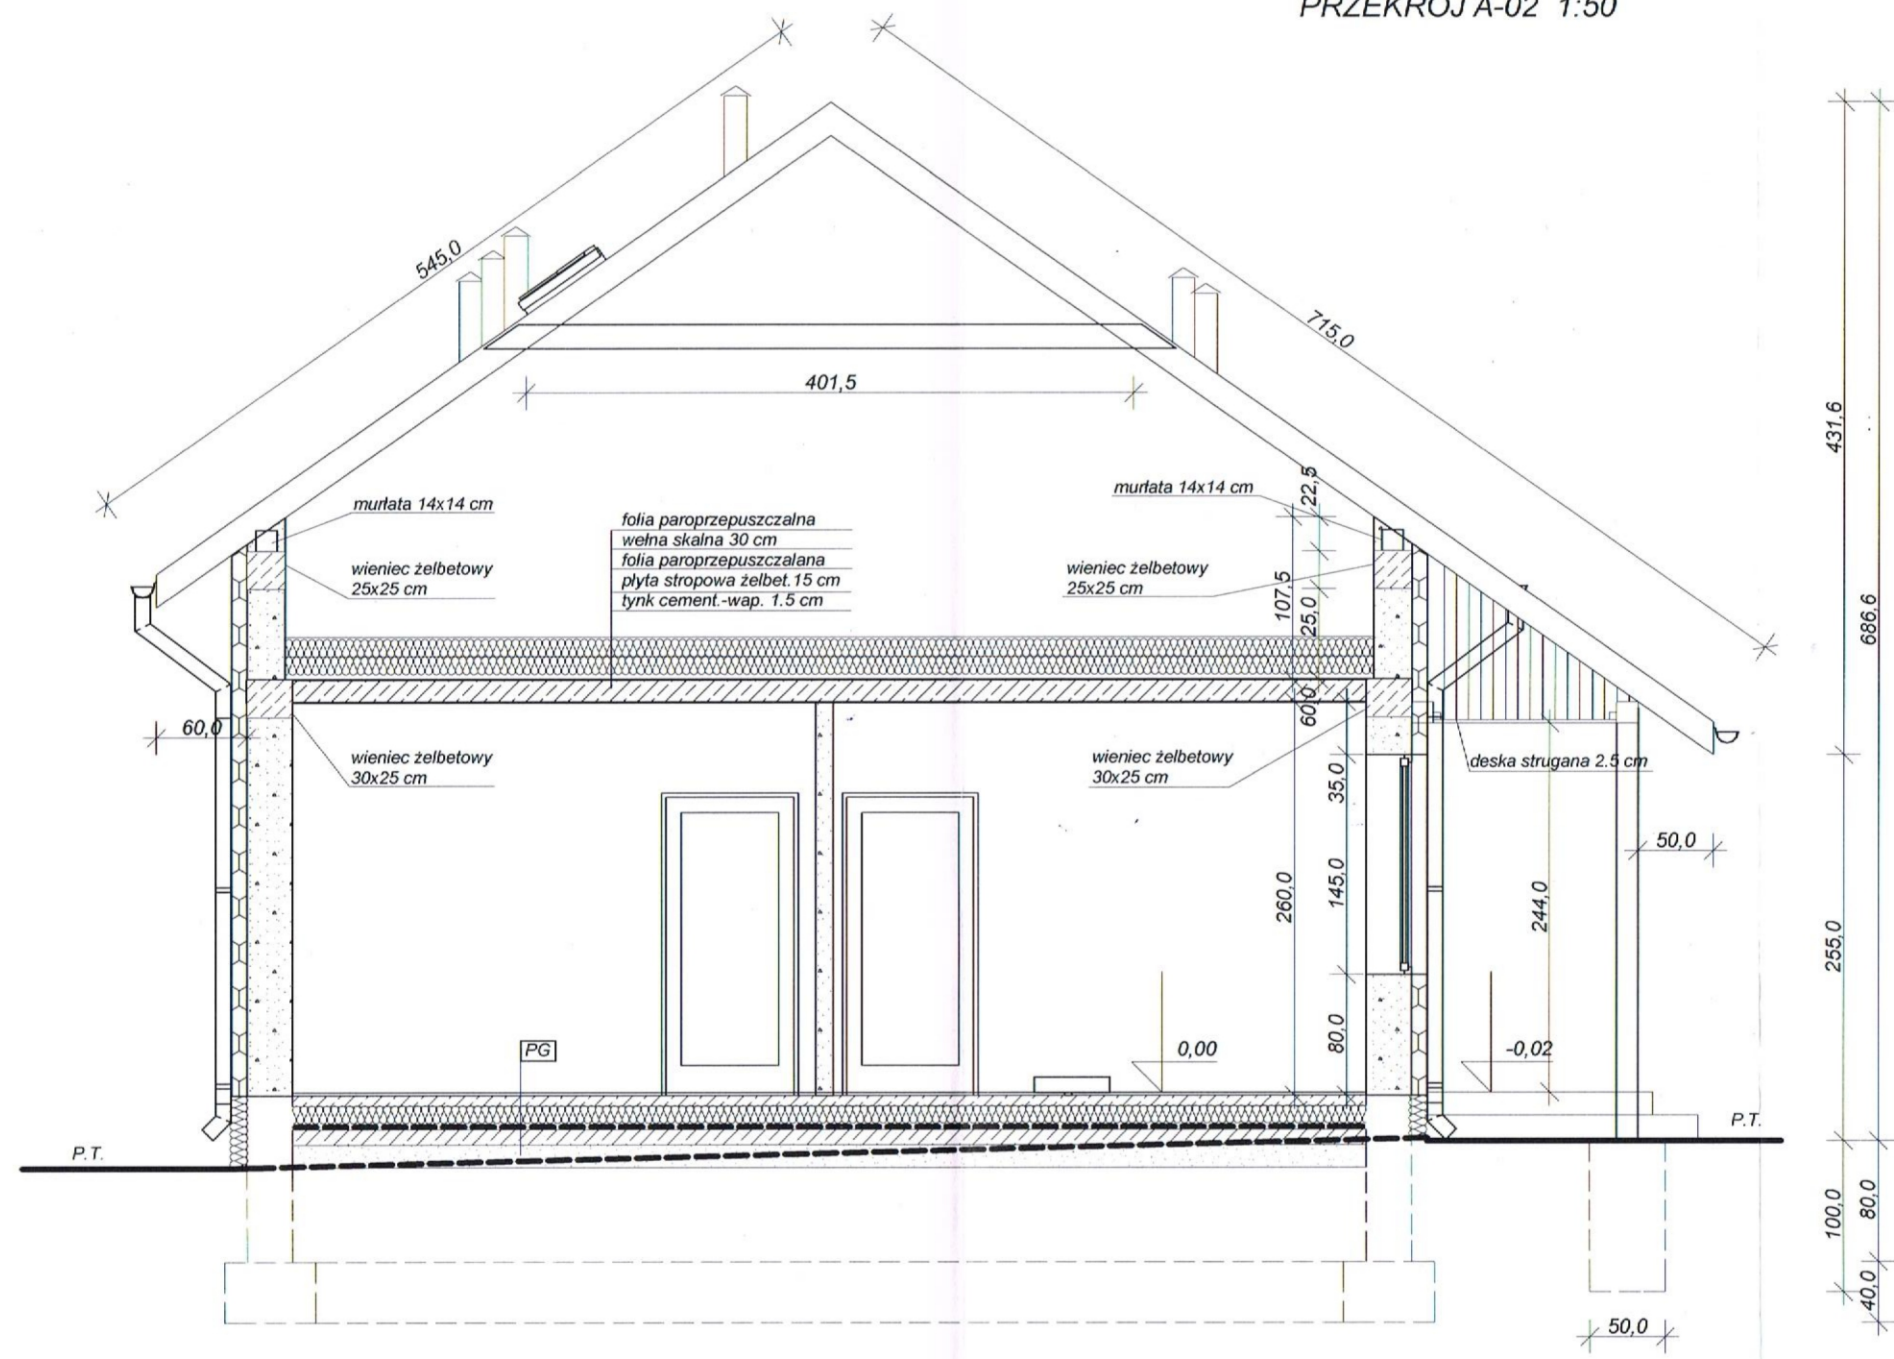 PRZEKRÓJ A-02 1:50
545,0
715,0
401,5
431,6
686,6
murłata 14x14 cm
wieniec żelbetowy
25x25 cm
folia paroprzepuszczalna
wełna skalna 30 cm
folia paroprzepuszczalana
płyta stropowa żelbet.15 cm
tynk cement.-wap. 1.5 cm
murłata 14x14 cm
wieniec żelbetowy
25x25 cm
22,5
107,5
25,0
60,0
60,0
wieniec żelbetowy
30x25 cm
wieniec żelbetowy
30x25 cm
35,0
deska strugana 2.5 cm
50,0
260,0
145,0
244,0
255,0
80,0
PG
0,00
-0,02
P.T.
P.T.
100,0
80,0
40,0
50,0